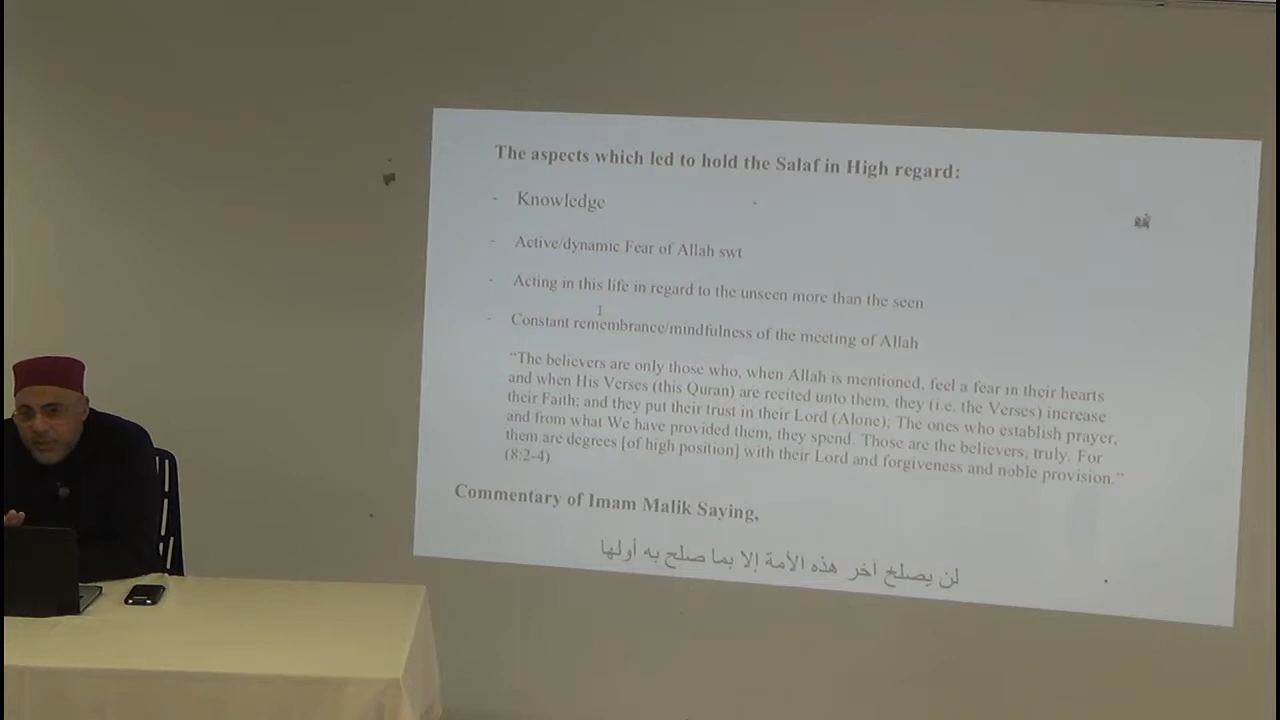 The aspects which led to hold the Salaf in High regard:
- Knowledge
- Active/dynamic Fear of Allah swt
- Acting in this life in regard to the unseen more than the seen
- Constant remembrance/mindfulness of the meeting of Allah
“The believers are only those who, when Allah is mentioned, feel a fear in their hearts
and when His Verses (this Quran) are recited unto them, they (i.e. the Verses) increase
their Faith; and they put their trust in their Lord (Alone); The ones who establish prayer,
and from what We have provided them, they spend. Those are the believers, truly. For
them are degrees [of high position] with their Lord and forgiveness and noble provision.”
(8:2-4)
Commentary of Imam Malik Saying,
لن يصلح آخر هذه الأمة إلا بما صلح به أولها